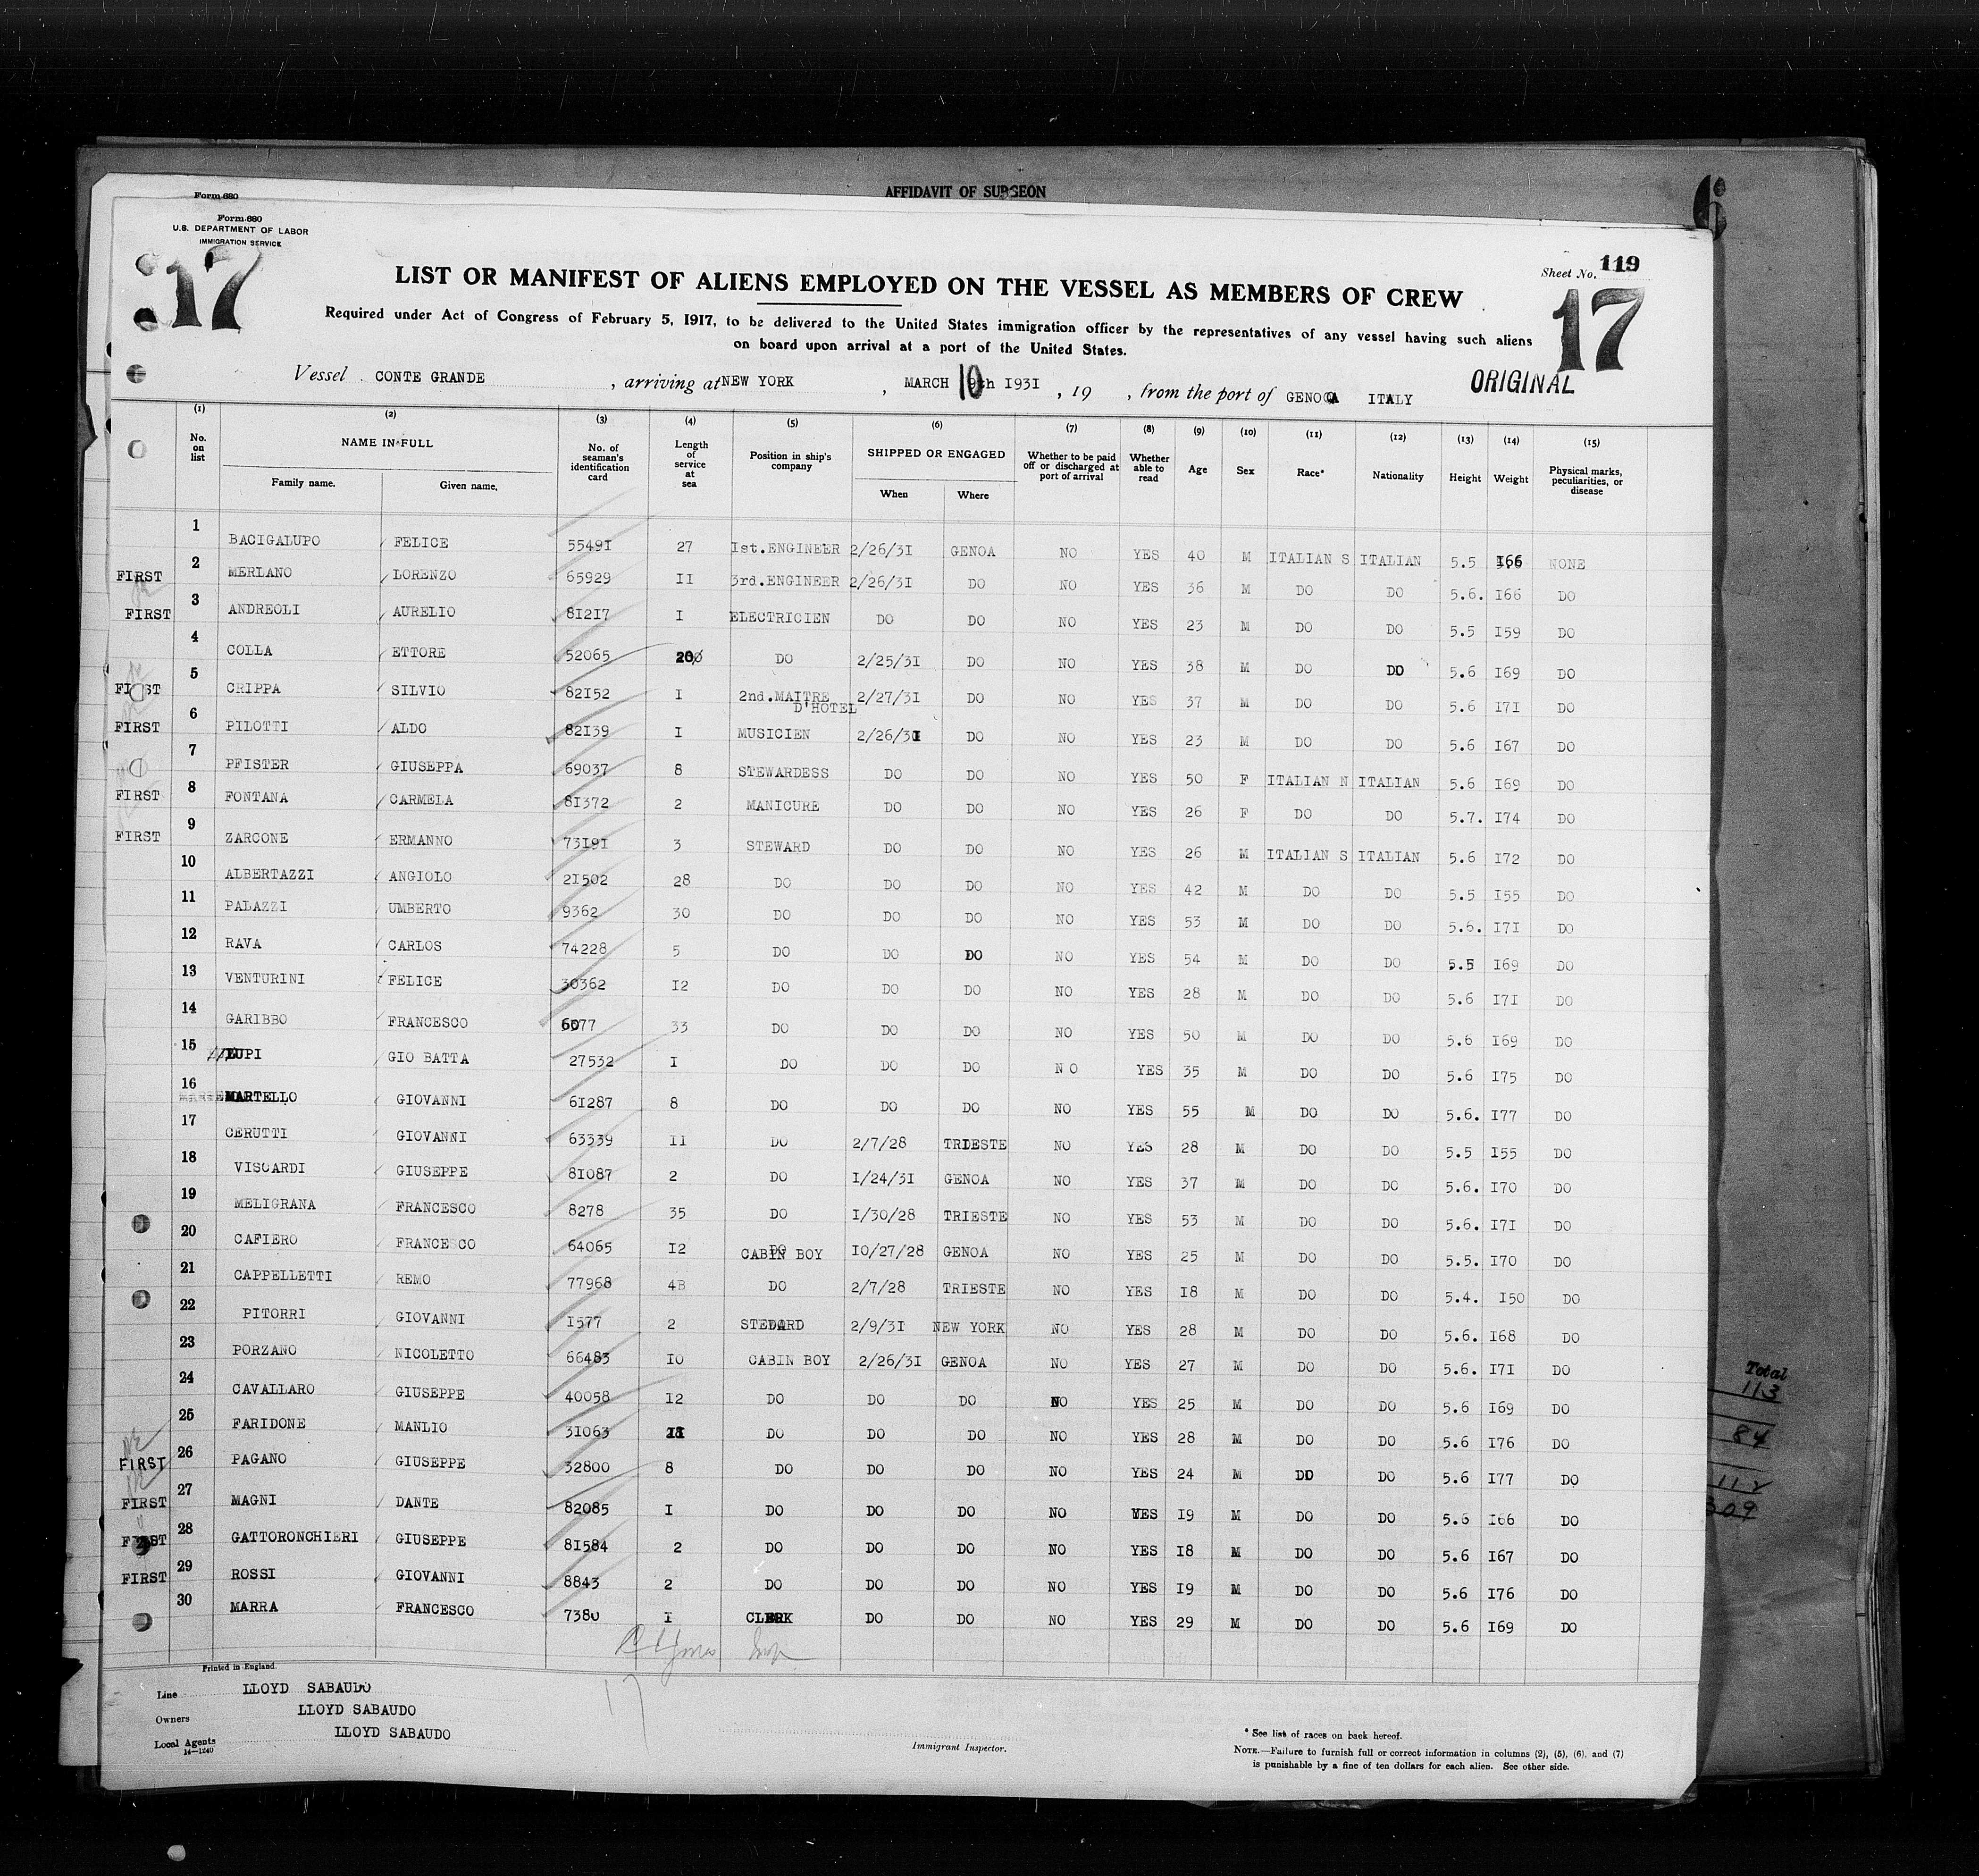 AFFIDAVIT OF SURGEON
Form 680
Form 680
U.S. DEPARTMENT OF LABOR
IMMIGRATION SERVICE
17
Sheet No. 119
17
LIST OR MANIFEST OF ALIENS EMPLOYED ON THE VESSEL AS MEMBERS OF CREW
Required under Act of Congress of February 5, 1917, to be delivered to the United States immigration officer by the representatives of any vessel having such aliens
on board upon arrival at a port of the United States.
ORIGINAL
Vessel CONTE GRANDE , arriving at NEW YORK , MARCH 10th 1931 , 19 , from the port of GENOA ITALY
(1) (2) (3) (4) (5) (6) (7) (8) (9) (10) (11) (12) (13) (14) (15)
No. on list NAME IN FULL Family name. Given name. No. of seaman's identification card Length of service at sea Position in ship's company SHIPPED OR ENGAGED When Where Whether to be paid off or discharged at port of arrival Whether able to read Age Sex Race* Nationality Height Weight Physical marks, peculiarities, or disease
1 BACIGALUPO FELICE 55491 27 1st.ENGINEER 2/26/31 GENOA NO YES 40 M ITALIAN S ITALIAN 5.5 166 NONE
FIRST 2 MERLANO LORENZO 65929 II 3rd.ENGINEER 2/26/31 DO NO YES 36 M DO DO 5.6. 166 DO
FIRST 3 ANDREOLI AURELIO 81217 I ELECTRICIEN DO DO NO YES 23 M DO DO 5.5 159 DO
4 COLLA ETTORE 52065 20 DO 2/25/31 DO NO YES 38 M DO DO 5.6 169 DO
FIRST 5 CRIPPA SILVIO 82152 I 2nd.MAITRE D'HOTEL 2/27/31 DO NO YES 37 M DO DO 5.6 171 DO
FIRST 6 PILOTTI ALDO 82139 I MUSICIEN 2/26/31 DO NO YES 23 M DO DO 5.6 167 DO
7 PFISTER GIUSEPPA 69037 8 STEWARDESS DO DO NO YES 50 F ITALIAN N ITALIAN 5.6 169 DO
FIRST 8 FONTANA CARMELA 81372 2 MANICURE DO DO NO YES 26 F DO DO 5.7. 174 DO
FIRST 9 ZARCONE ERMANNO 73191 3 STEWARD DO DO NO YES 26 M ITALIAN S ITALIAN 5.6 172 DO
10 ALBERTAZZI ANGIOLO 21502 28 DO DO DO NO YES 42 M DO DO 5.5 155 DO
11 PALAZZI UMBERTO 9362 30 DO DO DO NO YES 53 M DO DO 5.6. 171 DO
12 RAVA CARLOS 74228 5 DO DO DO NO YES 54 M DO DO 5.5 169 DO
13 VENTURINI FELICE 30362 12 DO DO DO NO YES 28 M DO DO 5.6 171 DO
14 GARIBBO FRANCESCO 6077 33 DO DO DO NO YES 50 M DO DO 5.6 169 DO
15 LUPI GIO BATTA 27532 I DO DO DO NO YES 35 M DO DO 5.6 175 DO
16 MARTELLO GIOVANNI 61287 8 DO DO DO NO YES 55 M DO DO 5.6. 177 DO
17 CERUTTI GIOVANNI 63339 II DO 2/7/28 TRIESTE NO YES 28 M DO DO 5.5 155 DO
18 VISCARDI GIUSEPPE 81087 2 DO 1/24/31 GENOA NO YES 37 M DO DO 5.6. 170 DO
19 MELIGRANA FRANCESCO 8278 35 DO 1/30/28 TRIESTE NO YES 53 M DO DO 5.6. 171 DO
20 CAFIERO FRANCESCO 64065 12 CABIN BOY 10/27/28 GENOA NO YES 25 M DO DO 5.5. 170 DO
21 CAPPELLETTI REMO 77968 4B DO 2/7/28 TRIESTE NO YES 18 M DO DO 5.4. 150 DO
22 PITORRI GIOVANNI 1577 2 STEDARD 2/9/31 NEW YORK NO YES 28 M DO DO 5.6. 168 DO
23 PORZANO NICOLETTO 66483 10 CABIN BOY 2/26/31 GENOA NO YES 27 M DO DO 5.6. 171 DO
24 CAVALLARO GIUSEPPE 40058 12 DO DO DO NO YES 25 M DO DO 5.6 169 DO
25 FARIDONE MANLIO 31063 DO DO DO NO YES 28 M DO DO 5.6 176 DO
FIRST 26 PAGANO GIUSEPPE 32800 8 DO DO DO NO YES 24 M DO DO 5.6 177 DO
FIRST 27 MAGNI DANTE 82085 I DO DO DO NO YES 19 M DO DO 5.6 166 DO
FIRST 28 GATTORONCHIERI GIUSEPPE 81584 2 DO DO DO NO YES 18 M DO DO 5.6 167 DO
FIRST 29 ROSSI GIOVANNI 8843 2 DO DO DO NO YES 19 M DO DO 5.6 176 DO
30 MARRA FRANCESCO 7380 I CLERK DO DO NO YES 29 M DO DO 5.6 169 DO
Total
113
84
112
309
17
Printed in England.
Line LLOYD SABAUDO
Owners LLOYD SABAUDO
Local Agents LLOYD SABAUDO
14—1240
Immigrant Inspector.
* See list of races on back hereof.
NOTE.—Failure to furnish full or correct information in columns (2), (5), (6), and (7)
is punishable by a fine of ten dollars for each alien. See other side.